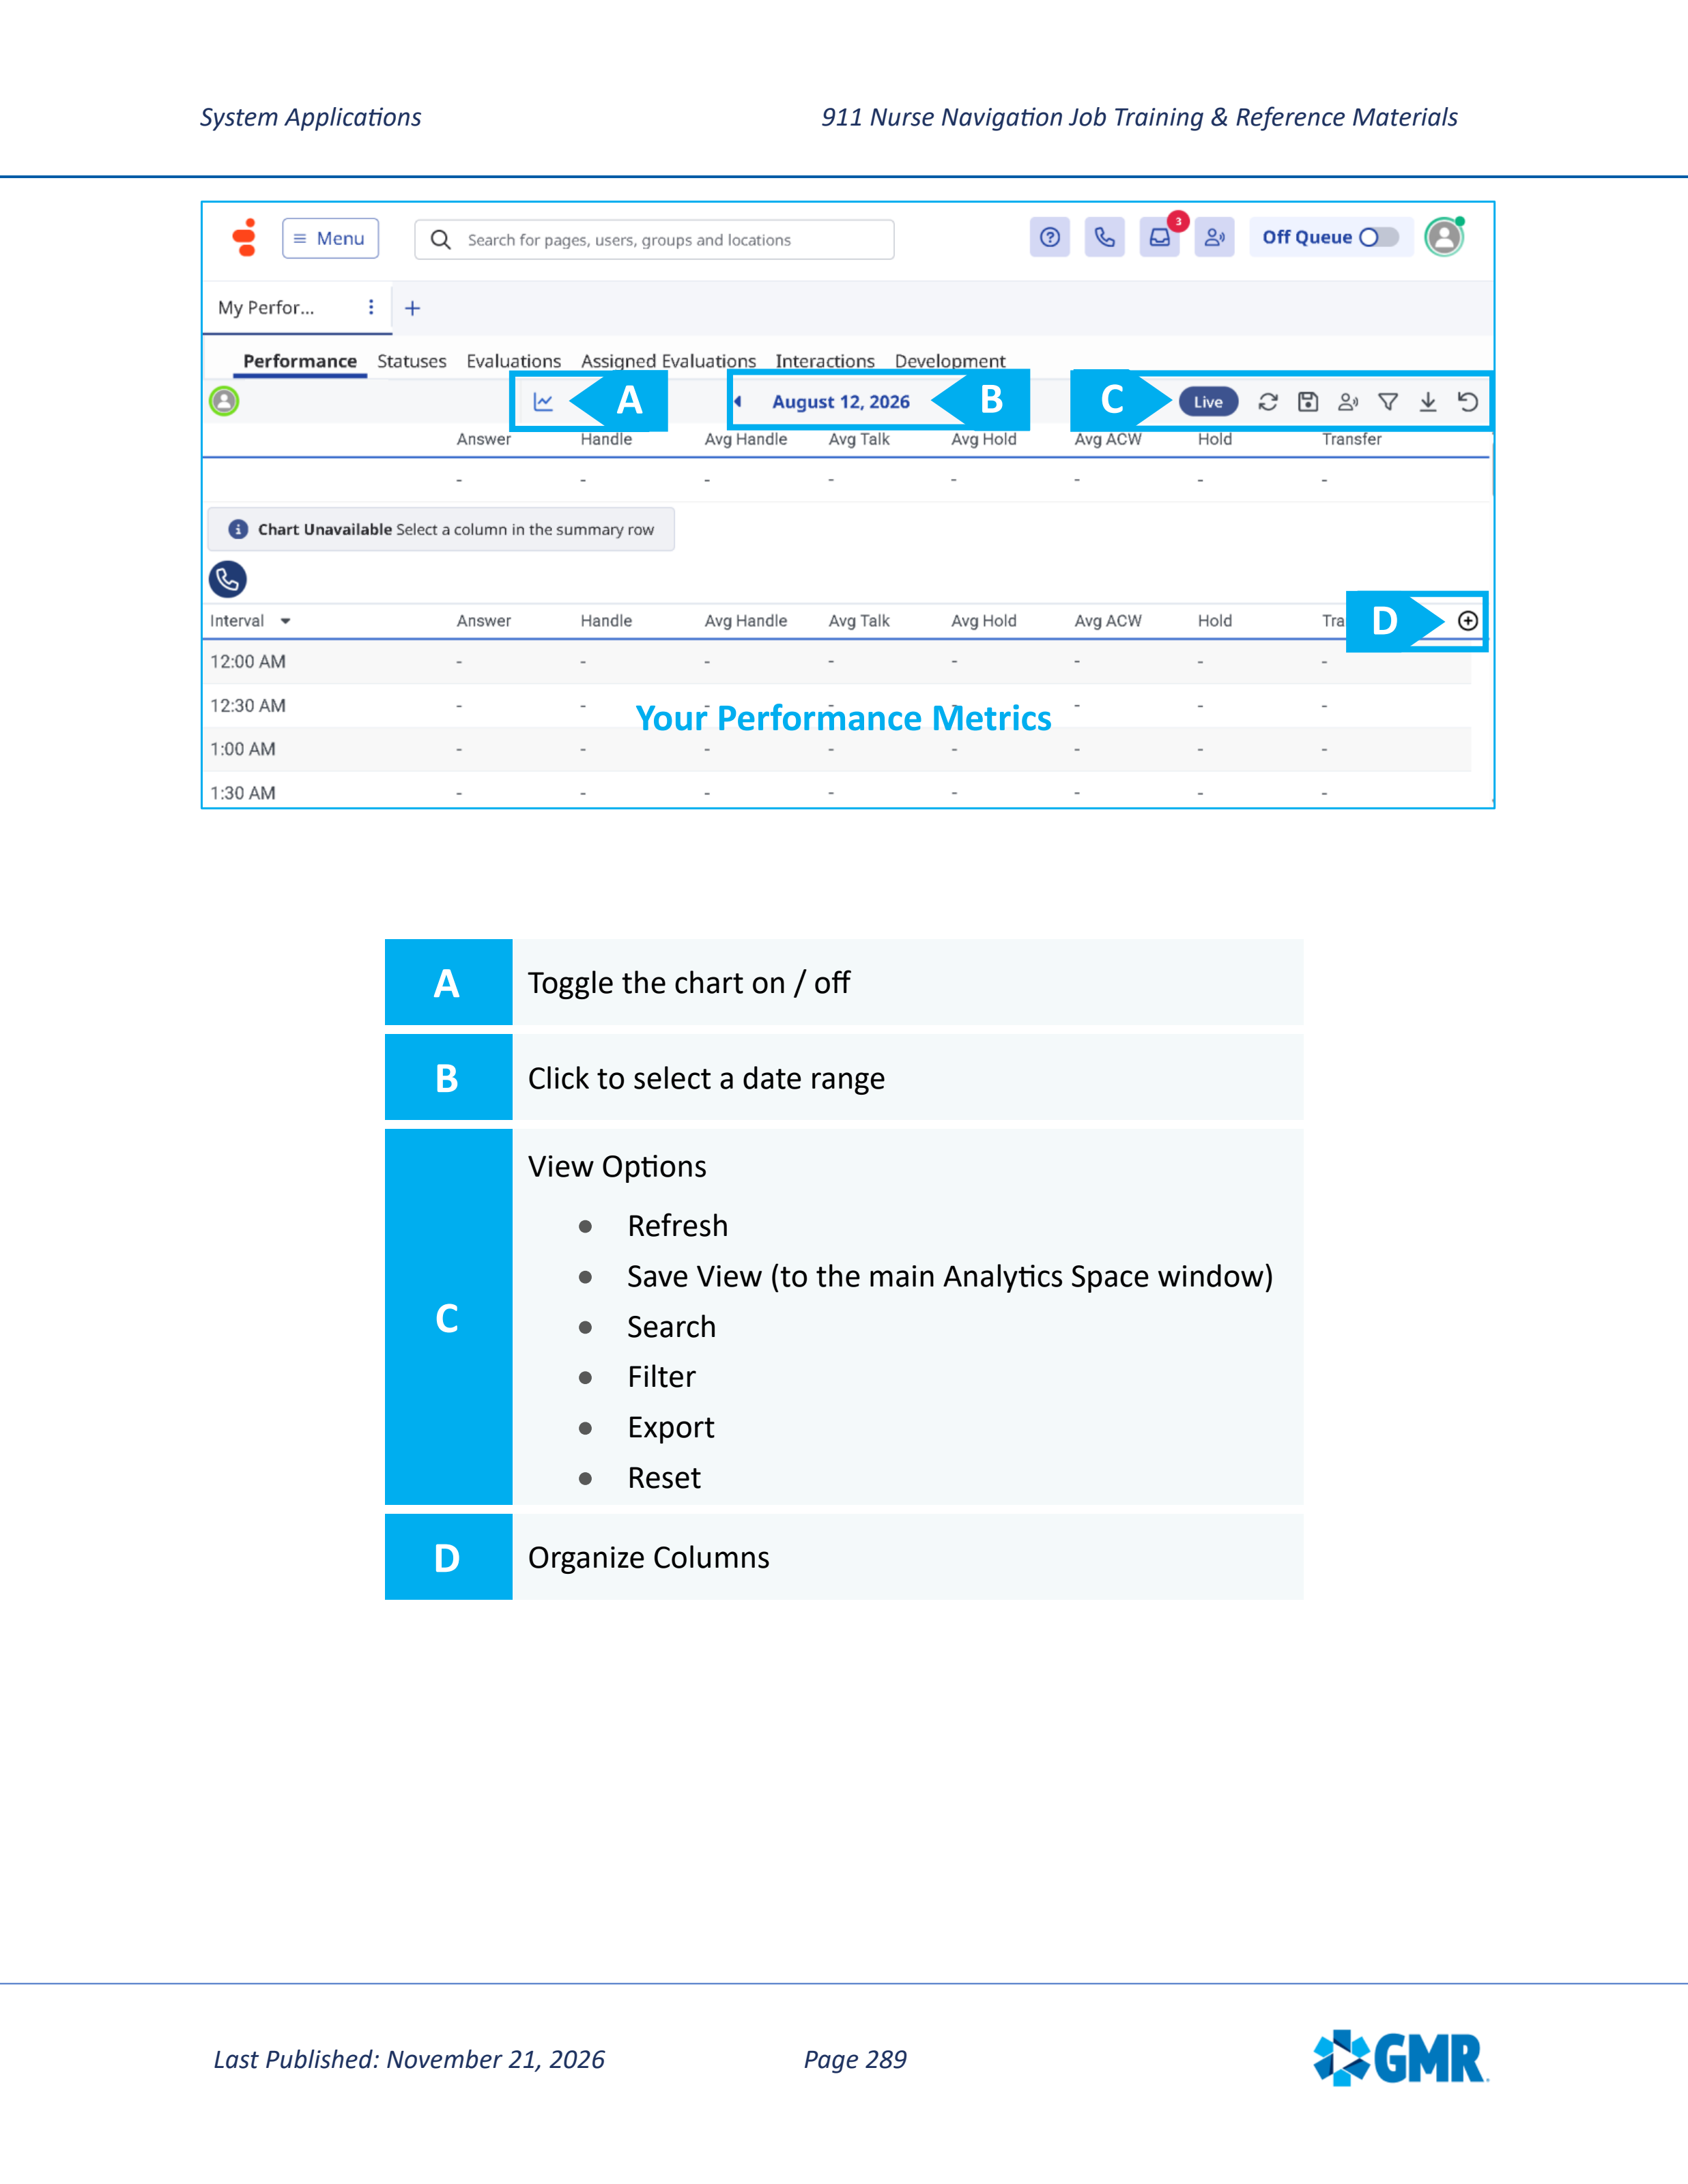 System Applications 911 Nurse Navigation Job Training & Reference Materials
Menu Search for pages, users, groups and locations 3 Off Queue
My Perfor... +
Performance Statuses Evaluations Assigned Evaluations Interactions Development
A August 12, 2026 B C Live
Answer Handle Avg Handle Avg Talk Avg Hold Avg ACW Hold Transfer
- - - - - - - -
Chart Unavailable Select a column in the summary row
Interval Answer Handle Avg Handle Avg Talk Avg Hold Avg ACW Hold Tra D
12:00 AM - - - - - - - -
12:30 AM - - - - - - - -
Your Performance Metrics
1:00 AM - - - - - - - -
1:30 AM - - - - - - - -
A Toggle the chart on / off
B Click to select a date range
C View Options
● Refresh
● Save View (to the main Analytics Space window)
● Search
● Filter
● Export
● Reset
D Organize Columns
Last Published: November 21, 2026 Page 289 GMR